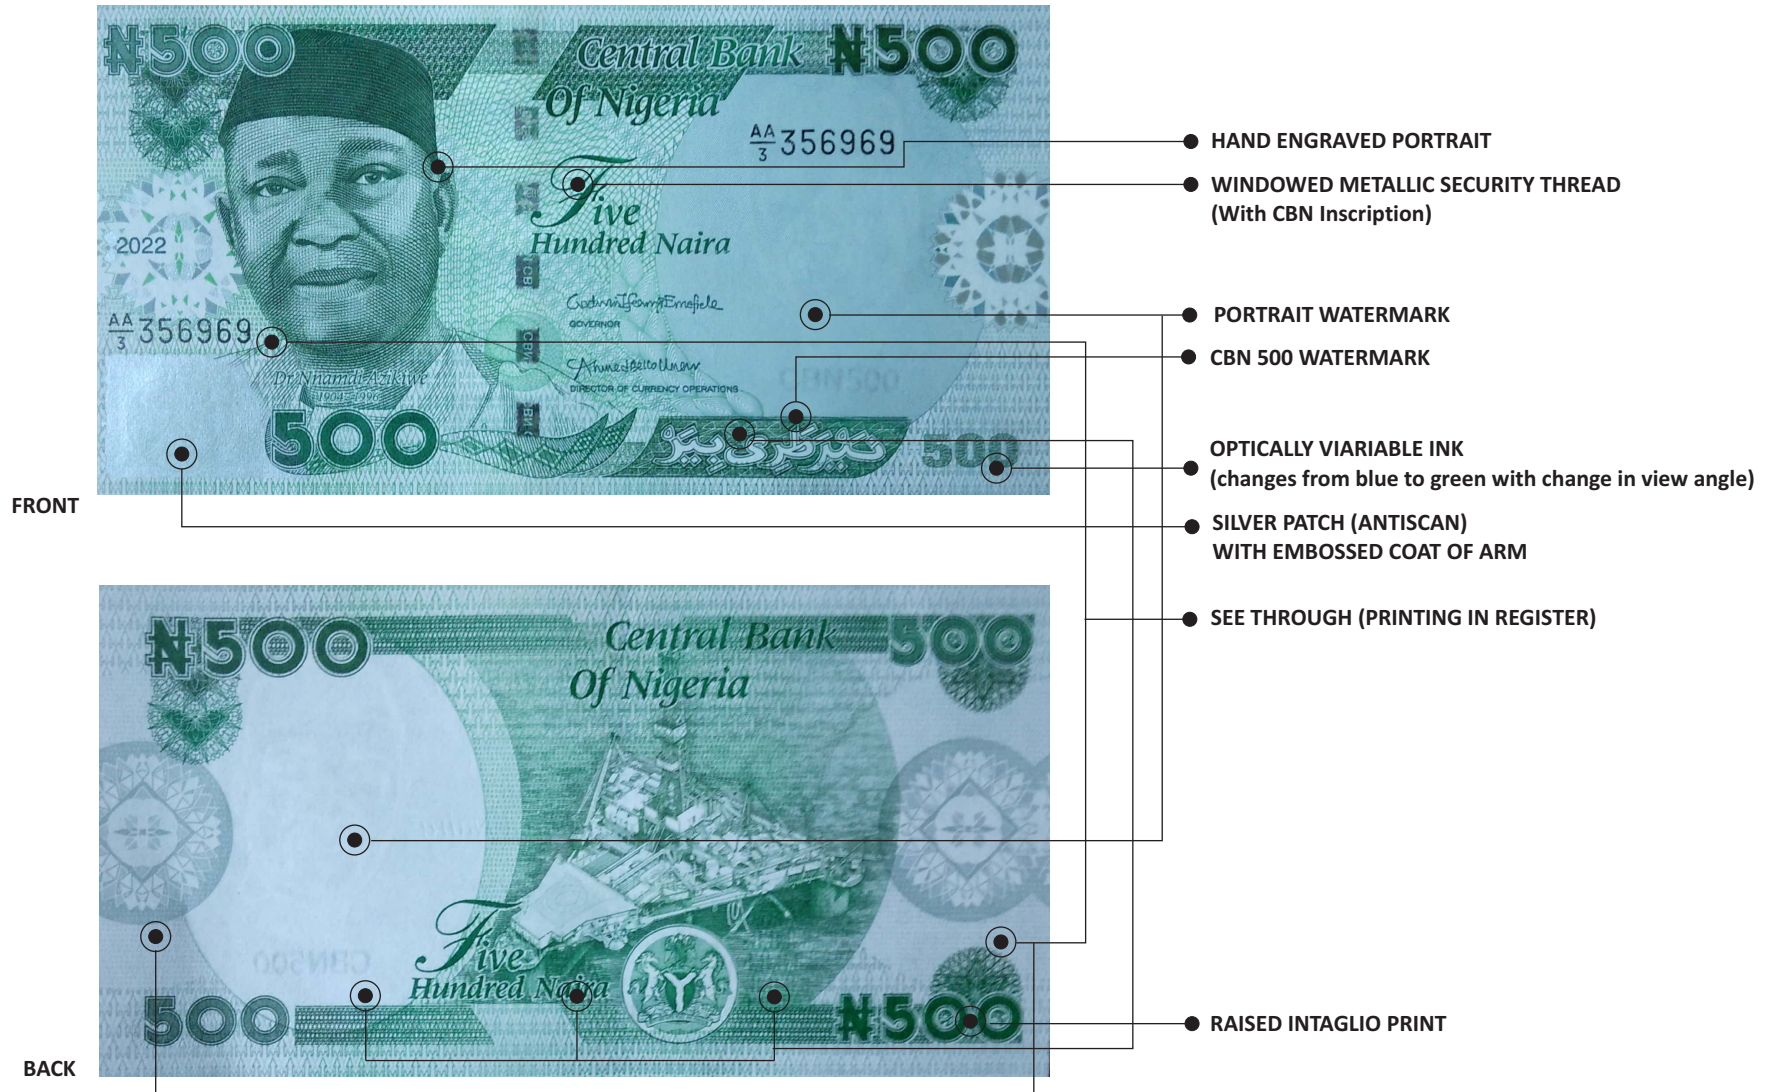 ₦500
Central Bank
Of Nigeria
₦500
AA/3 356969
HAND ENGRAVED PORTRAIT
WINDOWED METALLIC SECURITY THREAD
(With CBN Inscription)
Five
Hundred Naira
2022
GOVERNOR
PORTRAIT WATERMARK
AA/3 356969
CBN 500 WATERMARK
Dr Nnamdi Azikiwe
1904-1996
DIRECTOR OF CURRENCY OPERATIONS
CBN500
500
500
OPTICALLY VIARIABLE INK
(changes from blue to green with change in view angle)
FRONT
SILVER PATCH (ANTISCAN)
WITH EMBOSSED COAT OF ARM
SEE THROUGH (PRINTING IN REGISTER)
₦500
Central Bank
Of Nigeria
500
CBN500
Five
Hundred Naira
500
₦500
RAISED INTAGLIO PRINT
BACK